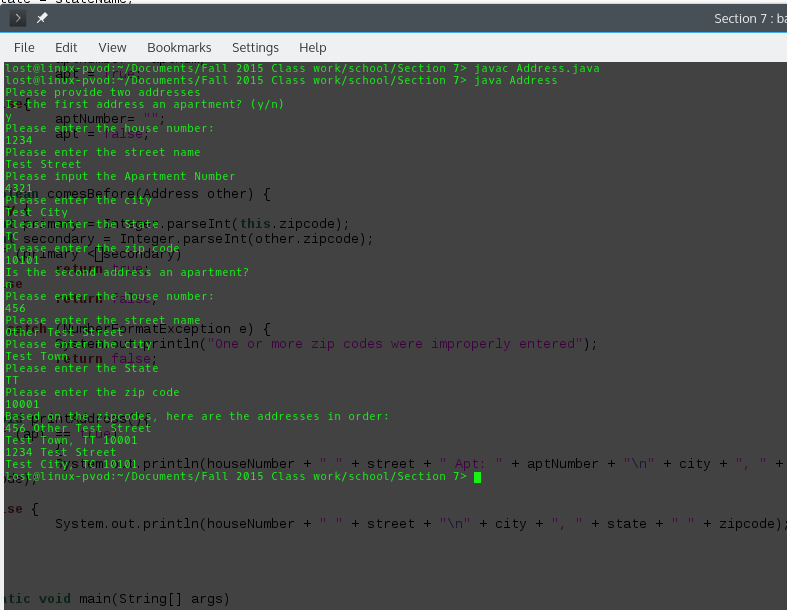 tate = stateName;
Section 7 : ba
File Edit View Bookmarks Settings Help
lost@linux-pvod:~/Documents/Fall 2015 Class work/school/Section 7> javac Address.java
lost@linux-pvod:~/Documents/Fall 2015 Class work/school/Section 7> java Address
Please provide two addresses
Is the first address an apartment? (y/n)
y
aptNumber= "";
Please enter the house number:
apt = false;
1234
Please enter the street name
Test Street
Please input the Apartment Number
4321
comesBefore(Address other) {
Please enter the city
Test City
Please enter the State
primary = Integer.parseInt(this.zipcode);
TC
secondary = Integer.parseInt(other.zipcode);
Please enter the zip code
(primary < secondary)
10101
return true;
Is the second address an apartment?
n
Please enter the house number:
return false;
456
Please enter the street name
Other Test Street
(NumberFormatException e) {
Please enter the city
System.out.println("One or more zip codes were improperly entered");
Test Town
return false;
Please enter the State
TT
Please enter the zip code
10001
Based on the zipcodes, here are the addresses in order:
456 Other Test Street
Test Town, TT 10001
1234 Test Street
Test City, TC 10101
System.out.println(houseNumber + " " + street + " Apt: " + aptNumber + "\n" + city + ", " +
lost@linux-pvod:~/Documents/Fall 2015 Class work/school/Section 7>
lse {
System.out.println(houseNumber + " " + street + "\n" + city + ", " + state + " " + zipcode);
tic void main(String[] args)